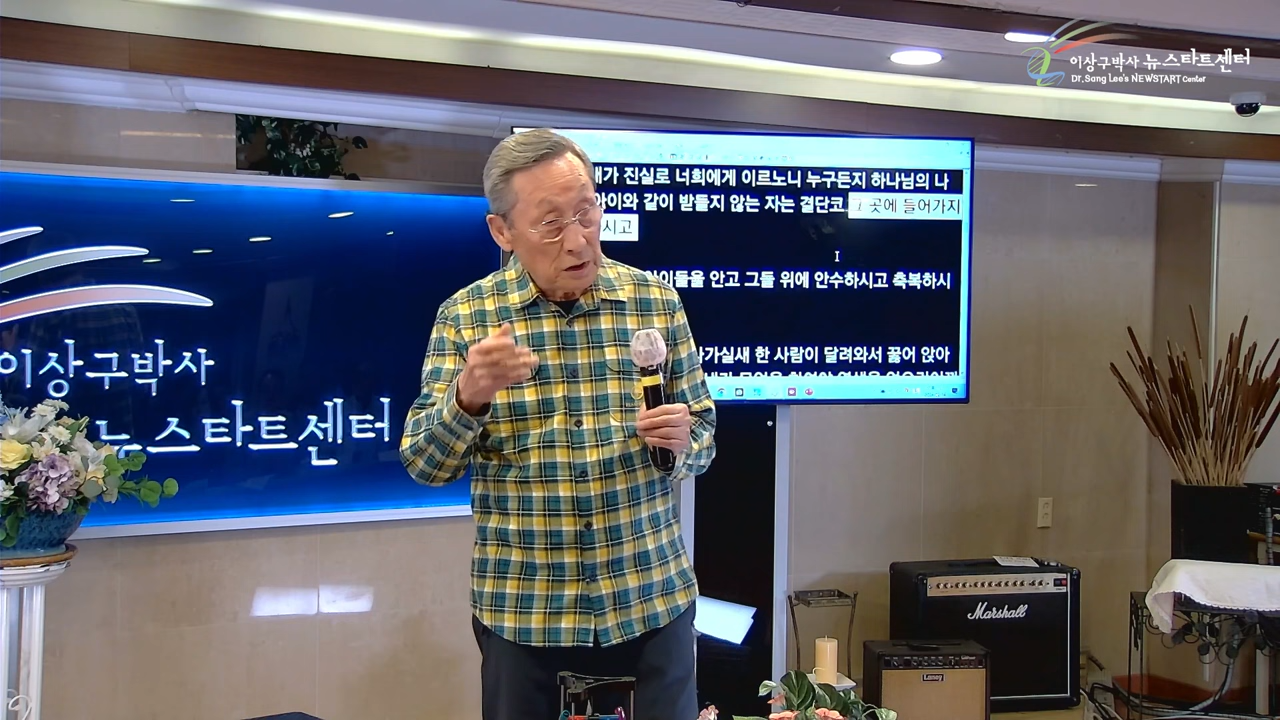 이상구박사 뉴스타트센터
Dr. Sang Lee's NEWSTART Center
내가 진실로 너희에게 이르노니 누구든지 하나님의 나
아이와 같이 받들지 않는 자는 결단코 그 곳에 들어가지
시고
아이들을 안고 그들 위에 안수하시고 축복하시
나가실새 한 사람이 달려와서 꿇어 앉아
이상구박사
뉴스타트센터
Marshall
Laney